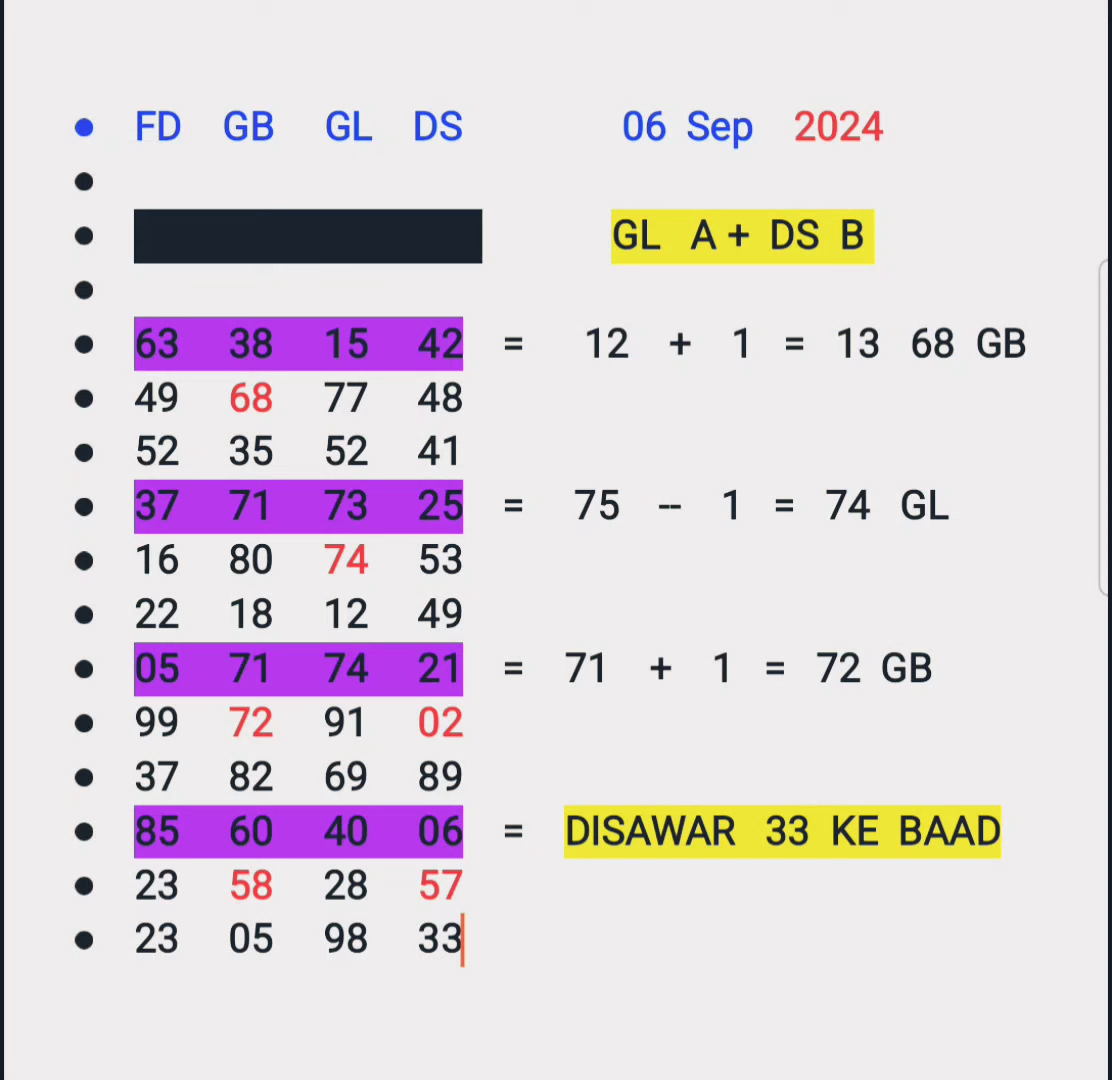 FD GB GL DS 06 Sep 2024
GL A + DS B
63 38 15 42 = 12 + 1 = 13 68 GB
49 68 77 48
52 35 52 41
37 71 73 25 = 75 -- 1 = 74 GL
16 80 74 53
22 18 12 49
05 71 74 21 = 71 + 1 = 72 GB
99 72 91 02
37 82 69 89
85 60 40 06 = DISAWAR 33 KE BAAD
23 58 28 57
23 05 98 33